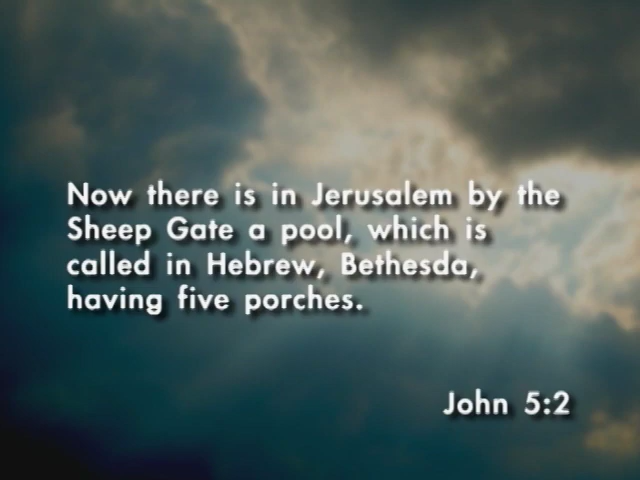 Now there is in Jerusalem by the
Sheep Gate a pool, which is
called in Hebrew, Bethesda,
having five porches.
John 5:2